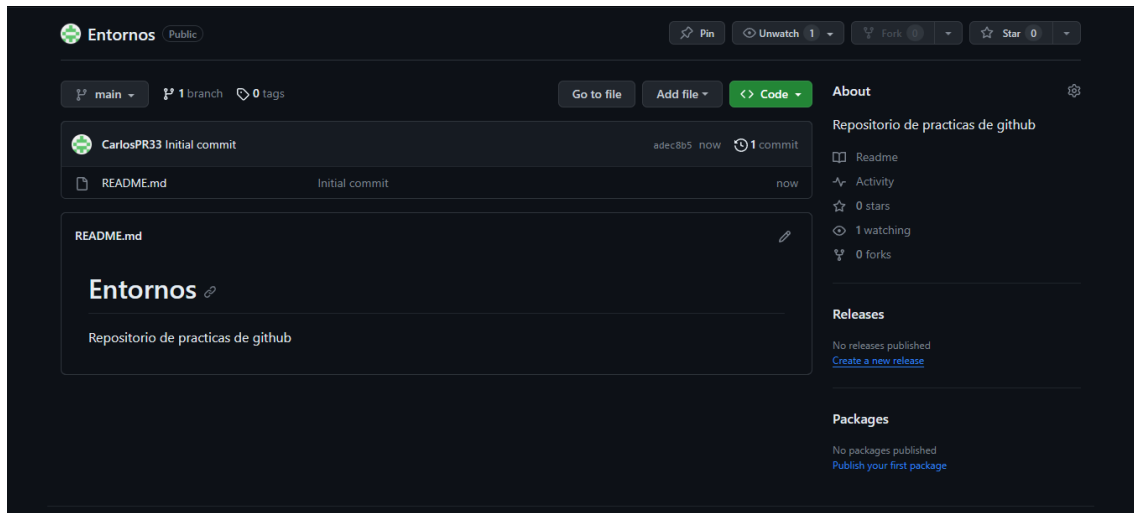 Entornos Public Pin Unwatch 1 Fork 0 Star 0
main 1 branch 0 tags Go to file Add file <> Code
CarlosPR33 Initial commit adec8b5 now 1 commit
README.md Initial commit now
README.md
Entornos
Repositorio de practicas de github
About
Repositorio de practicas de github
Readme
Activity
0 stars
1 watching
0 forks
Releases
No releases published
Create a new release
Packages
No packages published
Publish your first package